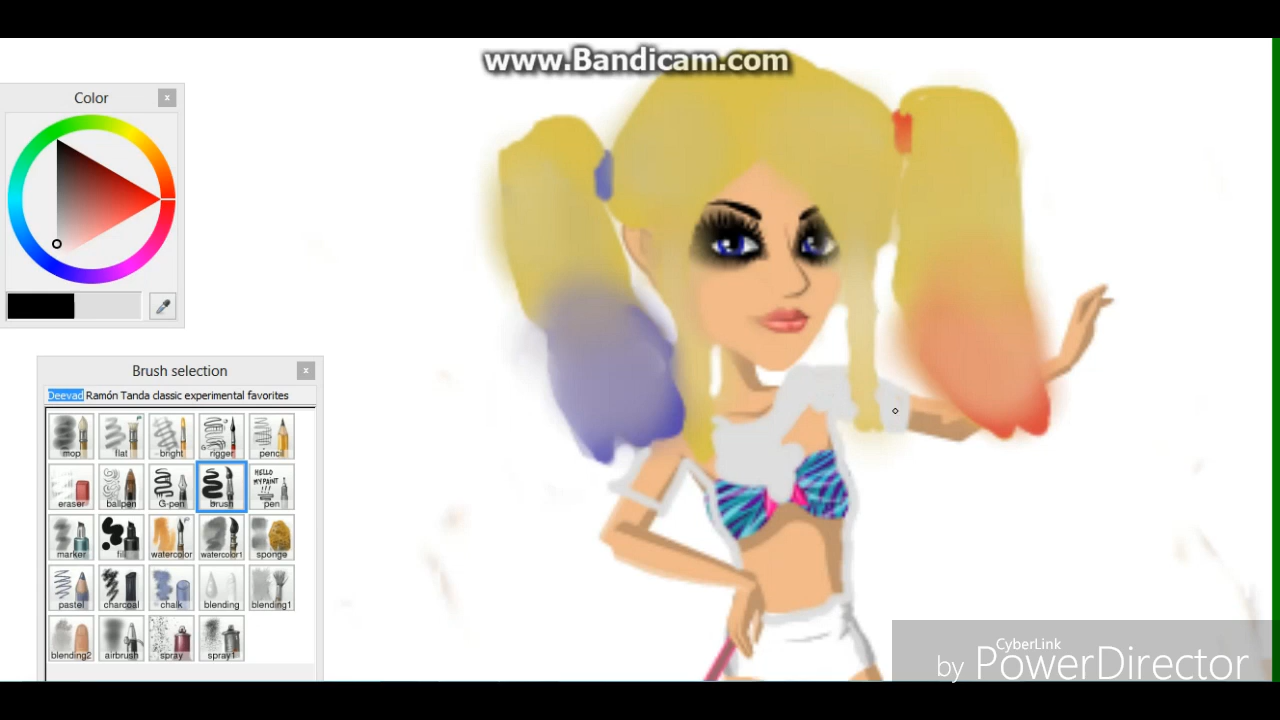 www.Bandicam.com
Color
x
Brush selection
x
Deevad Ramón Tanda classic experimental favorites
mop flat bright rigger pencil
HELLO
MYPAINT
!!!
eraser ballpen G-pen brush pen
marker fill watercolor watercolor1 sponge
pastel charcoal chalk blending blending1
blending2 airbrush spray spray1
CyberLink
by PowerDirector